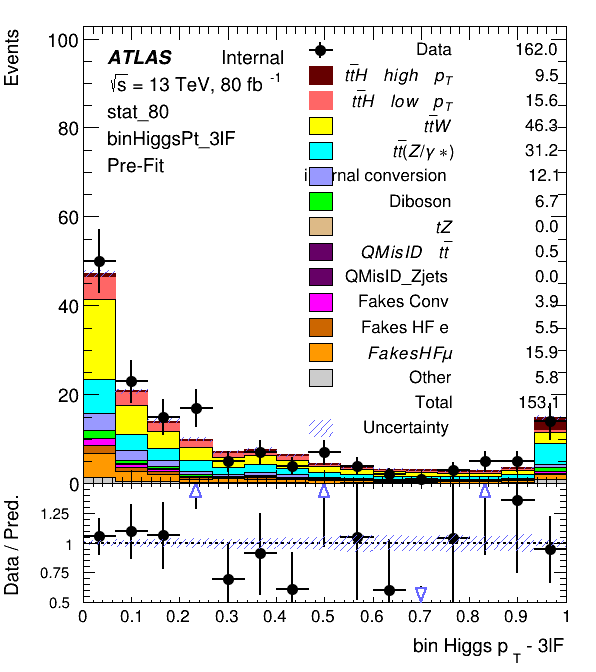 Events
100
80
60
40
20
0
ATLAS Internal
√s = 13 TeV, 80 fb -1
stat_80
binHiggsPt_3lF
Pre-Fit
Data 162.0
tt̄H high pT 9.5
tt̄H low pT 15.6
tt̄W 46.3
tt̄(Z/γ*) 31.2
internal conversion 12.1
Diboson 6.7
tZ 0.0
QMisID tt̄ 0.5
QMisID_Zjets 0.0
Fakes Conv 3.9
Fakes HF e 5.5
FakesHFμ 15.9
Other 5.8
Total 153.1
Uncertainty
Data / Pred.
1.25
1
0.75
0.5
0 0.1 0.2 0.3 0.4 0.5 0.6 0.7 0.8 0.9 1
bin Higgs p T - 3lF